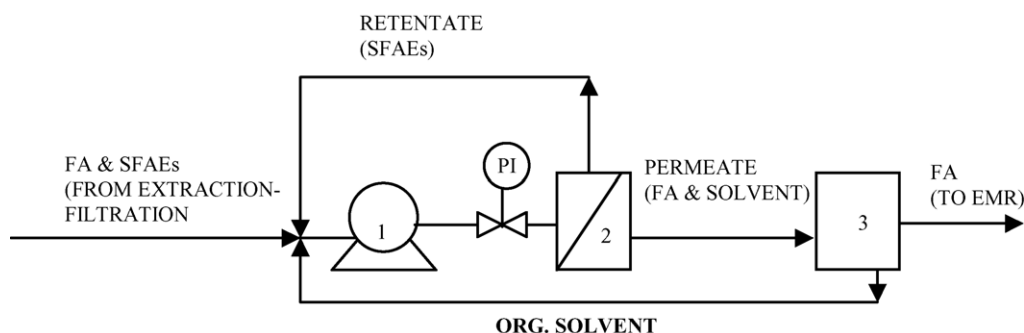 RETENTATE
(SFAEs)
FA & SFAEs
(FROM EXTRACTION-
FILTRATION
PI
PERMEATE
(FA & SOLVENT)
FA
(TO EMR)
1
2
3
ORG. SOLVENT